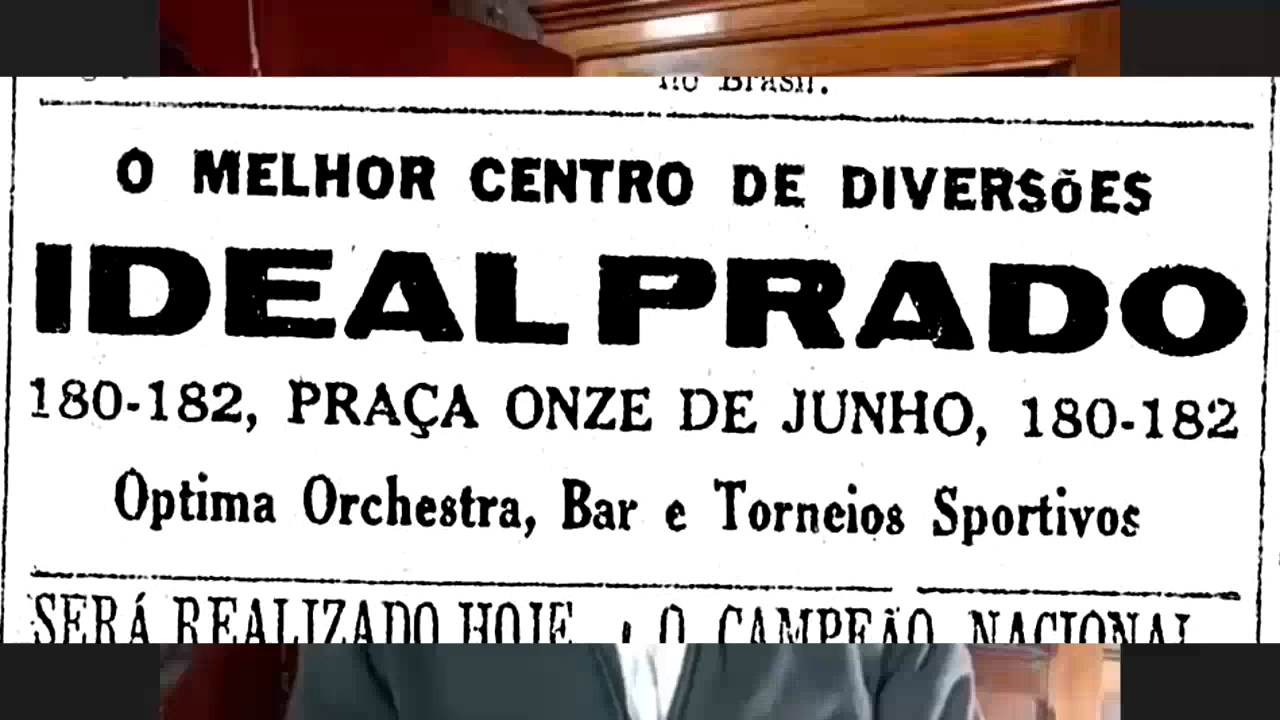 no Brasil.
O MELHOR CENTRO DE DIVERSÕES
IDEAL PRADO
180-182, PRAÇA ONZE DE JUNHO, 180-182
Optima Orchestra, Bar e Torneios Sportivos
SERÁ REALIZADO HOJE O CAMPEÃO NACIONAL